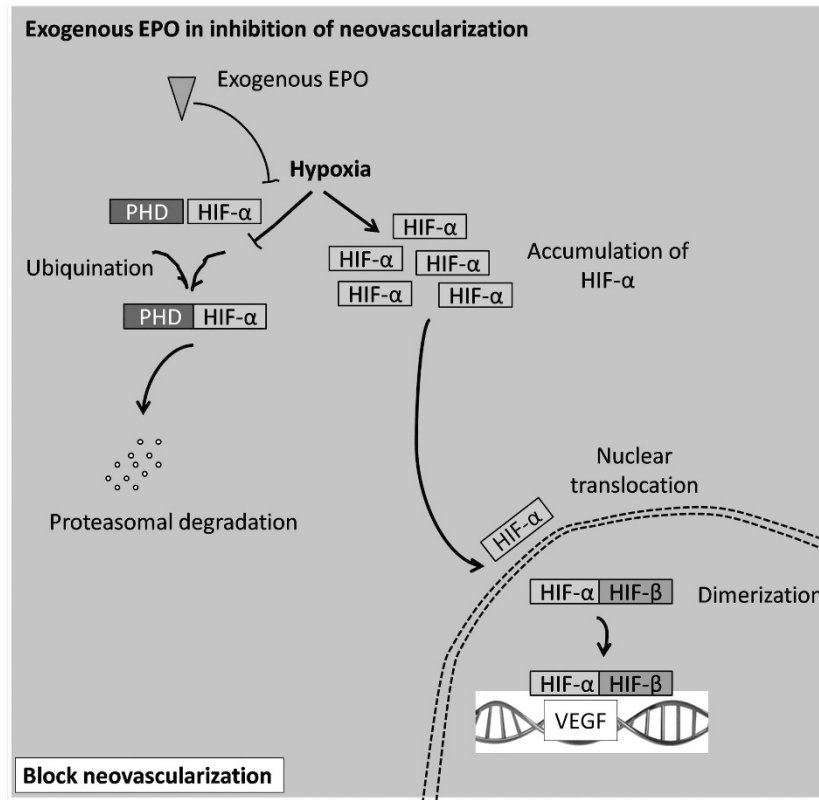 Exogenous EPO in inhibition of neovascularization
Exogenous EPO
Hypoxia
PHD HIF-α
HIF-α
HIF-α HIF-α
HIF-α HIF-α
Accumulation of
HIF-α
Ubiquination
PHD HIF-α
Proteasomal degradation
Nuclear
translocation
HIF-α
HIF-α HIF-β
Dimerization
HIF-α HIF-β
VEGF
Block neovascularization